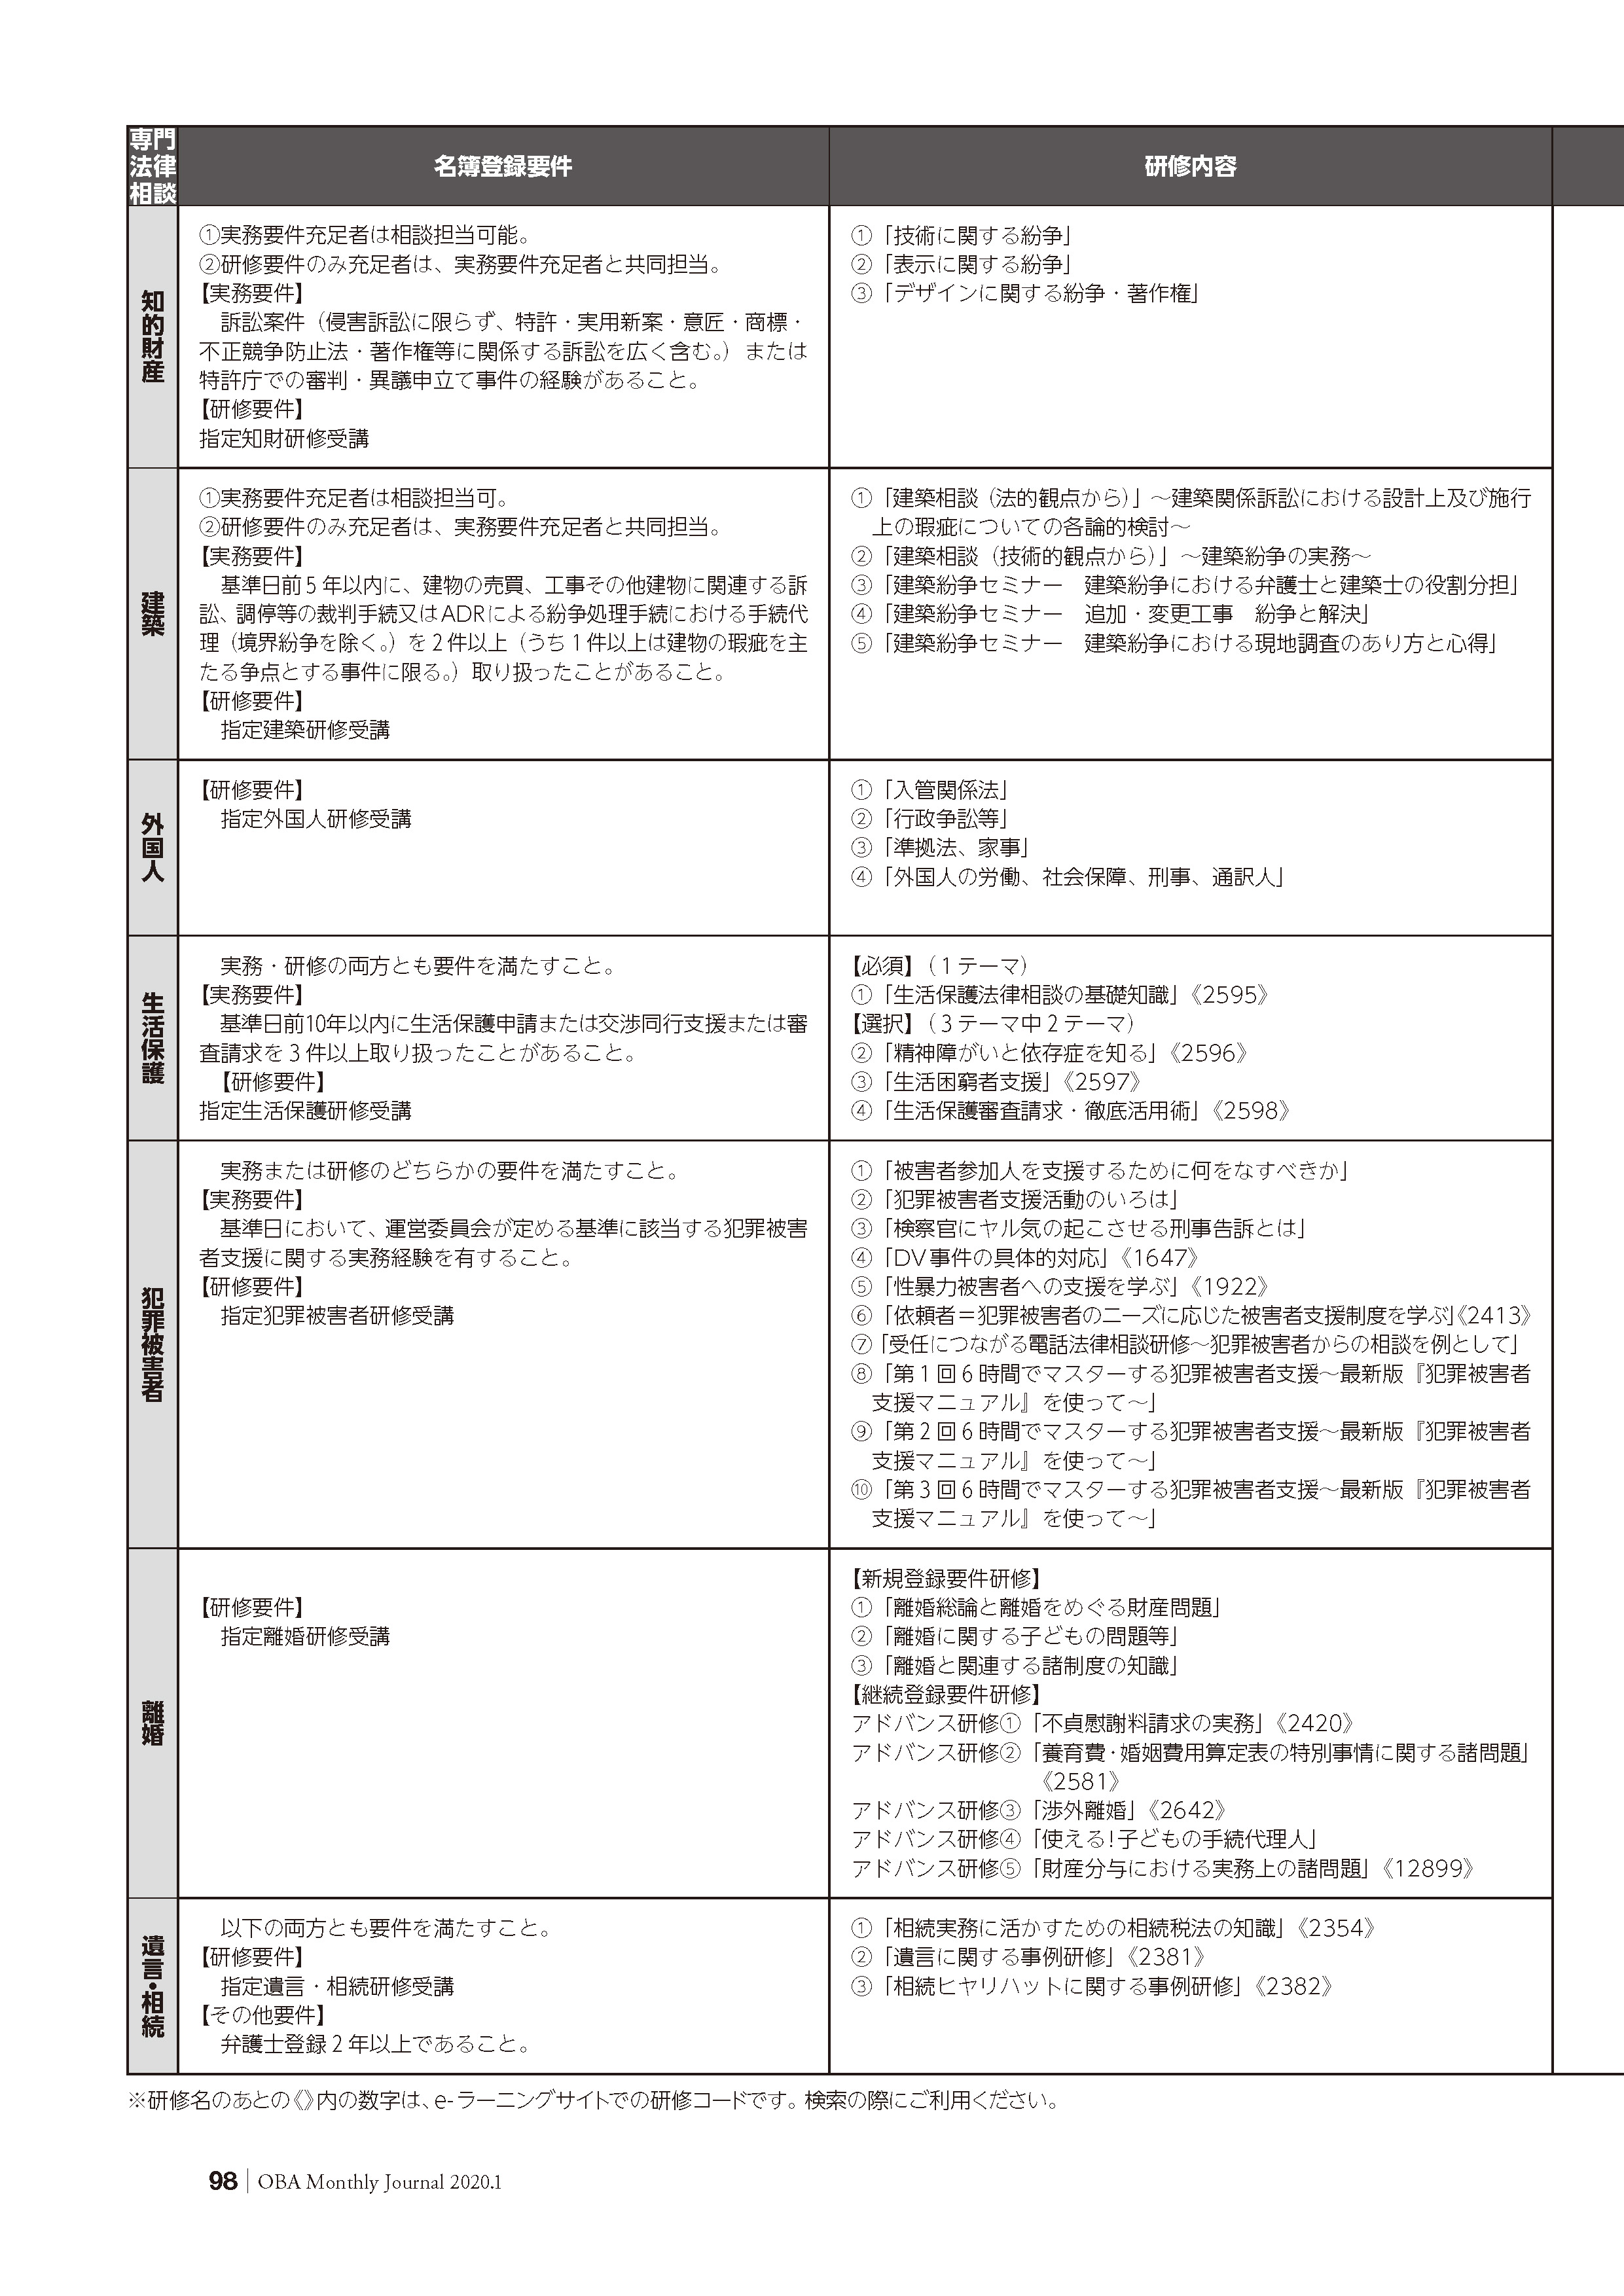 専門
法律
相談
名簿登録要件
研修内容
知的財産
①実務要件充足者は相談担当可能。
②研修要件のみ充足者は、実務要件充足者と共同担当。
【実務要件】
　訴訟案件（侵害訴訟に限らず、特許・実用新案・意匠・商標・
不正競争防止法・著作権等に関係する訴訟を広く含む。）または
特許庁での審判・異議申立て事件の経験があること。
【研修要件】
指定知財研修受講
①「技術に関する紛争」
②「表示に関する紛争」
③「デザインに関する紛争・著作権」
建築
①実務要件充足者は相談担当可。
②研修要件のみ充足者は、実務要件充足者と共同担当。
【実務要件】
　基準日前５年以内に、建物の売買、工事その他建物に関連する訴
訟、調停等の裁判手続又はADRによる紛争処理手続における手続代
理（境界紛争を除く。）を２件以上（うち１件以上は建物の瑕疵を主
たる争点とする事件に限る。）取り扱ったことがあること。
【研修要件】
　指定建築研修受講
①「建築相談（法的観点から）」～建築関係訴訟における設計上及び施行
上の瑕疵についての各論的検討～
②「建築相談（技術的観点から）」～建築紛争の実務～
③「建築紛争セミナー　建築紛争における弁護士と建築士の役割分担」
④「建築紛争セミナー　追加・変更工事　紛争と解決」
⑤「建築紛争セミナー　建築紛争における現地調査のあり方と心得」
外国人
【研修要件】
　指定外国人研修受講
①「入管関係法」
②「行政争訟等」
③「準拠法、家事」
④「外国人の労働、社会保障、刑事、通訳人」
生活保護
　実務・研修の両方とも要件を満たすこと。
【実務要件】
　基準日前10年以内に生活保護申請または交渉同行支援または審
査請求を３件以上取り扱ったことがあること。
　【研修要件】
指定生活保護研修受講
【必須】（１テーマ）
①「生活保護法律相談の基礎知識」《2595》
【選択】（３テーマ中２テーマ）
②「精神障がいと依存症を知る」《2596》
③「生活困窮者支援」《2597》
④「生活保護審査請求・徹底活用術」《2598》
犯罪被害者
　実務または研修のどちらかの要件を満たすこと。
【実務要件】
　基準日において、運営委員会が定める基準に該当する犯罪被害
者支援に関する実務経験を有すること。
【研修要件】
　指定犯罪被害者研修受講
①「被害者参加人を支援するために何をなすべきか」
②「犯罪被害者支援活動のいろは」
③「検察官にヤル気の起こさせる刑事告訴とは」
④「DV事件の具体的対応」《1647》
⑤「性暴力被害者への支援を学ぶ」《1922》
⑥「依頼者＝犯罪被害者のニーズに応じた被害者支援制度を学ぶ」《2413》
⑦「受任につながる電話法律相談研修～犯罪被害者からの相談を例として」
⑧「第１回６時間でマスターする犯罪被害者支援～最新版『犯罪被害者
支援マニュアル』を使って～」
⑨「第２回６時間でマスターする犯罪被害者支援～最新版『犯罪被害者
支援マニュアル』を使って～」
⑩「第３回６時間でマスターする犯罪被害者支援～最新版『犯罪被害者
支援マニュアル』を使って～」
離婚
【研修要件】
　指定離婚研修受講
【新規登録要件研修】
①「離婚総論と離婚をめぐる財産問題」
②「離婚に関する子どもの問題等」
③「離婚と関連する諸制度の知識」
【継続登録要件研修】
アドバンス研修①「不貞慰謝料請求の実務」《2420》
アドバンス研修②「養育費・婚姻費用算定表の特別事情に関する諸問題」
《2581》
アドバンス研修③「渉外離婚」《2642》
アドバンス研修④「使える！子どもの手続代理人」
アドバンス研修⑤「財産分与における実務上の諸問題」《12899》
遺言・相続
　以下の両方とも要件を満たすこと。
【研修要件】
　指定遺言・相続研修受講
【その他要件】
　弁護士登録２年以上であること。
①「相続実務に活かすための相続税法の知識」《2354》
②「遺言に関する事例研修」《2381》
③「相続ヒヤリハットに関する事例研修」《2382》
※研修名のあとの《》内の数字は、e-ラーニングサイトでの研修コードです。検索の際にご利用ください。
98 OBA Monthly Journal 2020.1